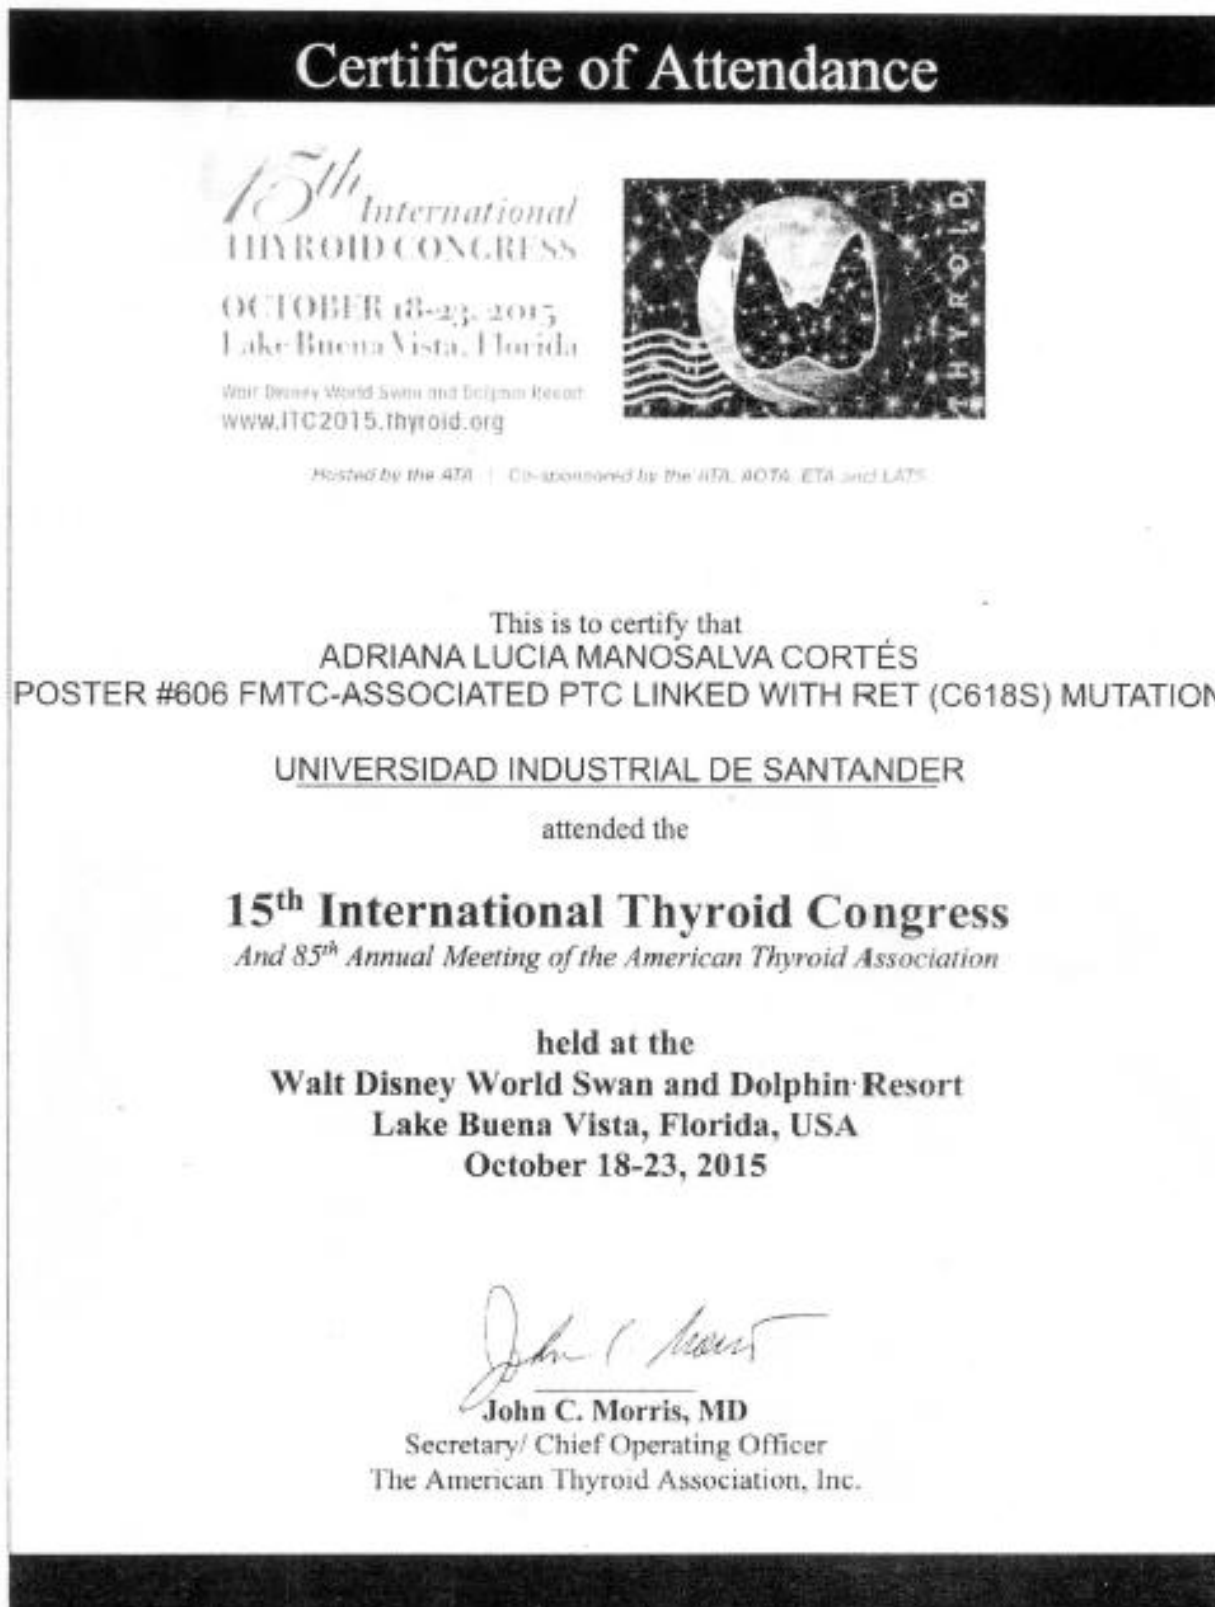 Certificate of Attendance
15th International
THYROID CONGRESS
THYROID
OCTOBER 18-23, 2015
Lake Buena Vista, Florida
Walt Disney World Swan and Dolphin Resort
www.ITC2015.thyroid.org
Hosted by the ATA | Co-sponsored by the ATA, AOTA, ETA and LATS
This is to certify that
ADRIANA LUCIA MANOSALVA CORTÉS
POSTER #606 FMTC-ASSOCIATED PTC LINKED WITH RET (C618S) MUTATION
UNIVERSIDAD INDUSTRIAL DE SANTANDER
attended the
15th International Thyroid Congress
And 85th Annual Meeting of the American Thyroid Association
held at the
Walt Disney World Swan and Dolphin Resort
Lake Buena Vista, Florida, USA
October 18-23, 2015
John C Morris
John C. Morris, MD
Secretary/ Chief Operating Officer
The American Thyroid Association, Inc.